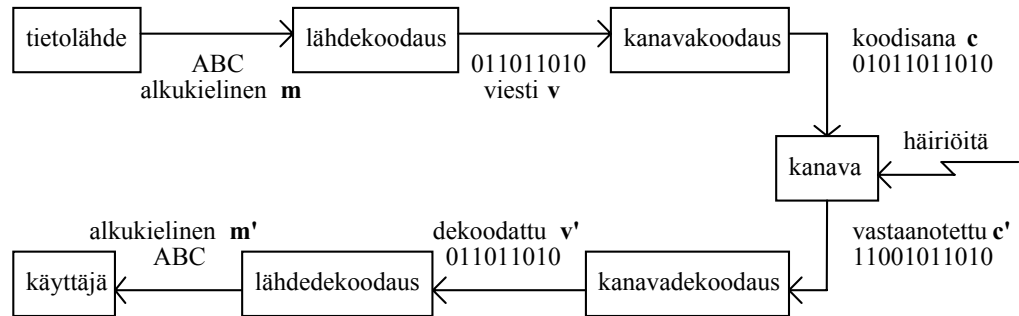 tietolähde
ABC
alkukielinen m
lähdekoodaus
011011010
viesti v
kanavakoodaus
koodisana c
01011011010
kanava
häiriöitä
vastaanotettu c'
11001011010
kanavadekoodaus
dekoodattu v'
011011010
lähdedekoodaus
alkukielinen m'
ABC
käyttäjä